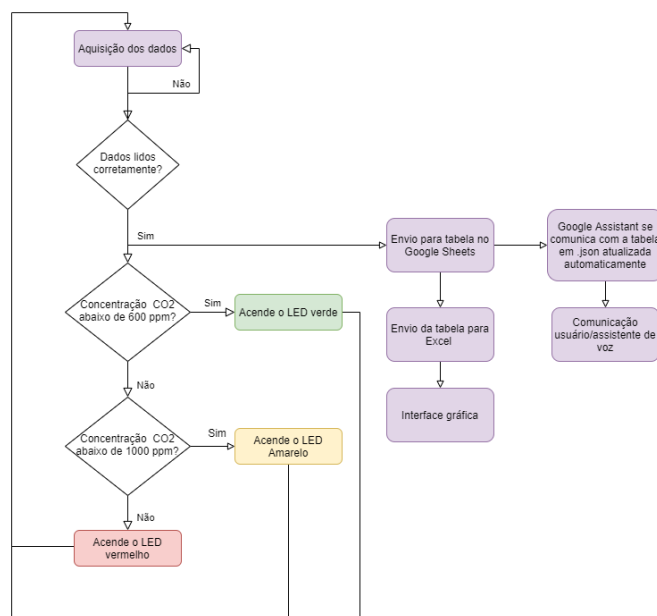 Aquisição dos dados
Não
Dados lidos
corretamente?
Sim
Envio para tabela no
Google Sheets
Google Assistant se
comunica com a tabela
em .json atualizada
automaticamente
Concentração CO2
abaixo de 600 ppm?
Sim
Acende o LED verde
Envio da tabela para
Excel
Comunicação
usuário/assistente de
voz
Não
Interface gráfica
Concentração CO2
abaixo de 1000 ppm?
Sim
Acende o LED
Amarelo
Não
Acende o LED
vermelho